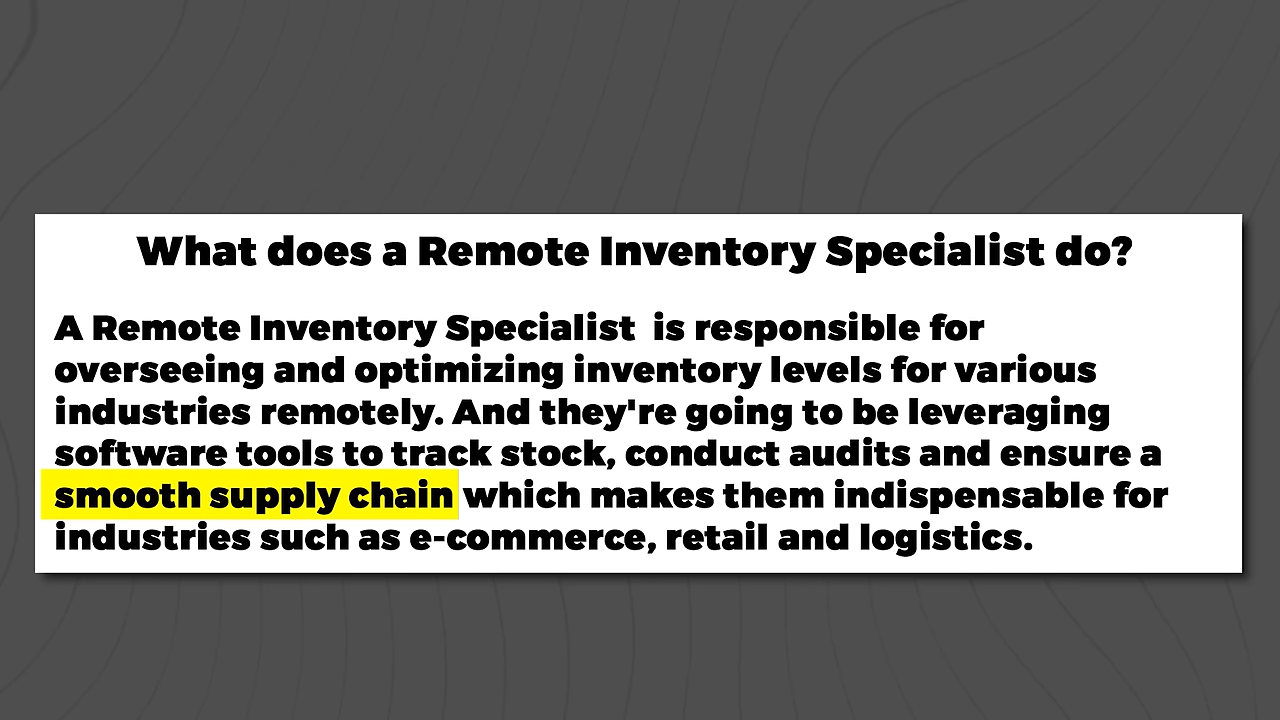 What does a Remote Inventory Specialist do?
A Remote Inventory Specialist  is responsible for
overseeing and optimizing inventory levels for various
industries remotely. And they're going to be leveraging
software tools to track stock, conduct audits and ensure a
smooth supply chain which makes them indispensable for
industries such as e-commerce, retail and logistics.